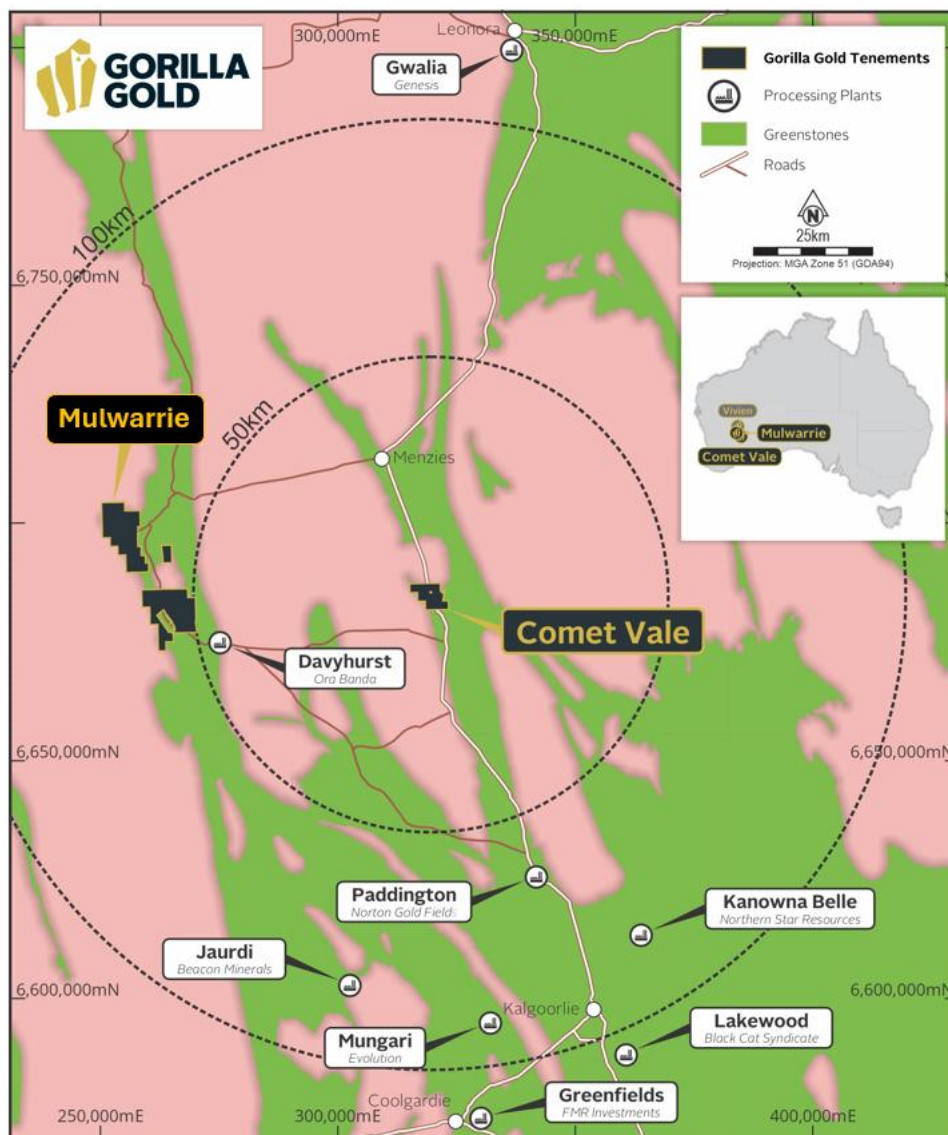 GORILLA
GOLD
300,000mE
Leonora
350,000mE
Gwalia
Genesis
Gorilla Gold Tenements
Processing Plants
Greenstones
Roads
N
25km
Projection: MGA Zone 51 (GDA94)
100km
6,750,000mN
Vivien
Mulwarrie
Comet Vale
Mulwarrie
50km
Menzies
Comet Vale
Davyhurst
Ora Banda
6,650,000mN
6,650,000mN
Paddington
Norton Gold Fields
Kanowna Belle
Northern Star Resources
Jaurdi
Beacon Minerals
6,600,000mN
6,600,000mN
Kalgoorlie
Mungari
Evolution
Lakewood
Black Cat Syndicate
Coolgardie
Greenfields
FMR Investments
250,000mE
300,000mE
400,000mE